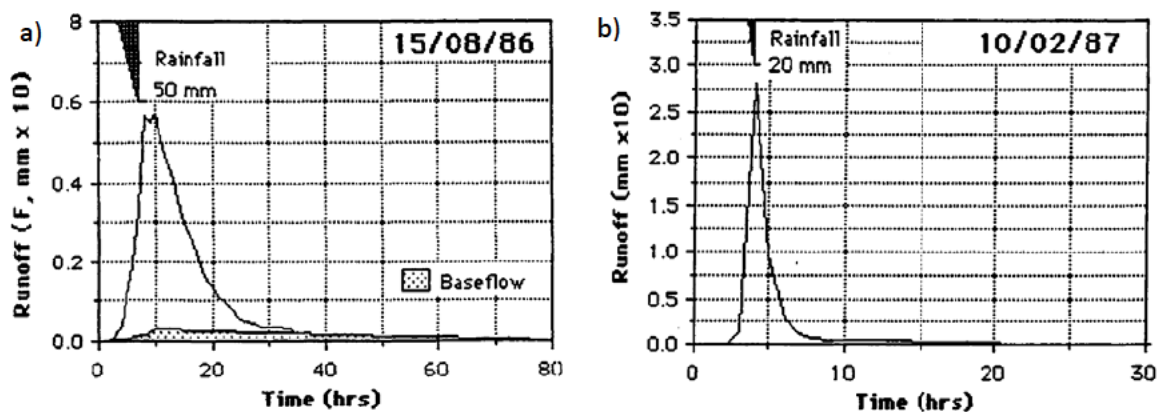 a)
15/08/86
Rainfall
50 mm
8
0.6
0.4
0.2
0.0
Runoff (F, mm x 10)
Baseflow
0
20
40
60
80
Time (hrs)
b)
10/02/87
Rainfall
20 mm
3.5
3.0
2.5
2.0
1.5
1.0
0.5
0.0
Runoff (mm x10)
0
5
10
20
30
Time (hrs)